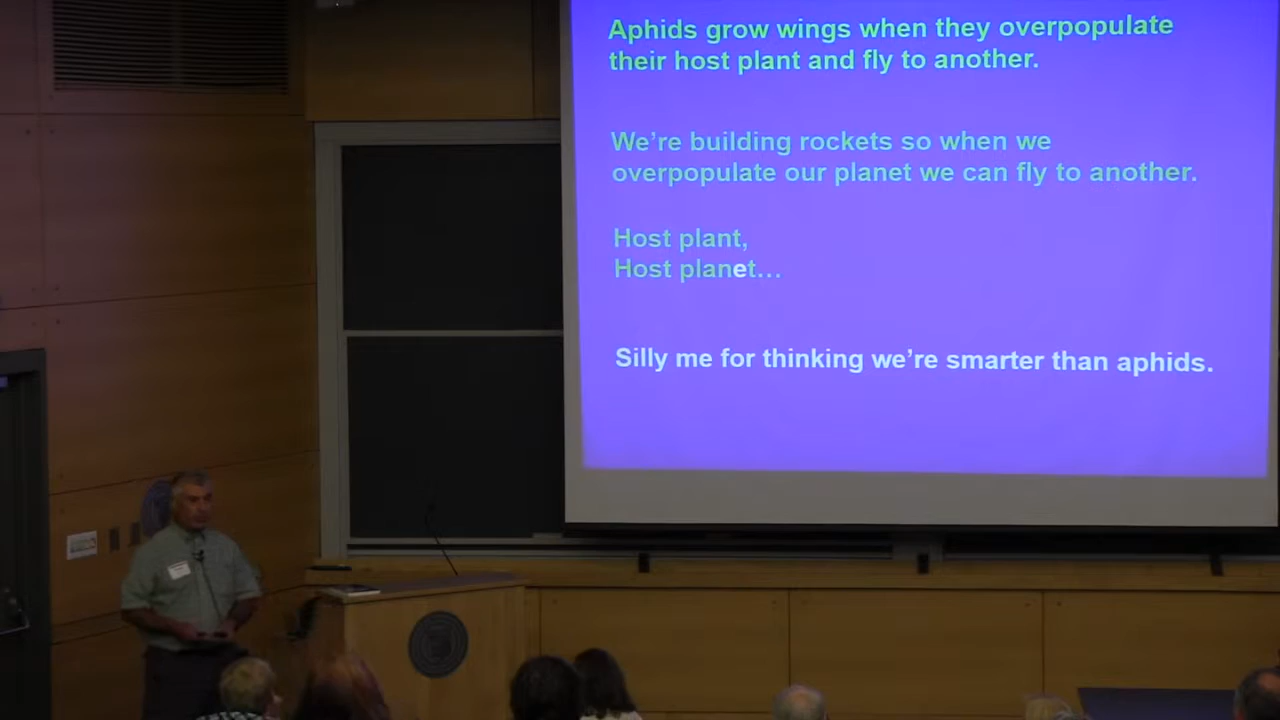 Aphids grow wings when they overpopulate
their host plant and fly to another.
We're building rockets so when we
overpopulate our planet we can fly to another.
Host plant,
Host planet...
Silly me for thinking we're smarter than aphids.